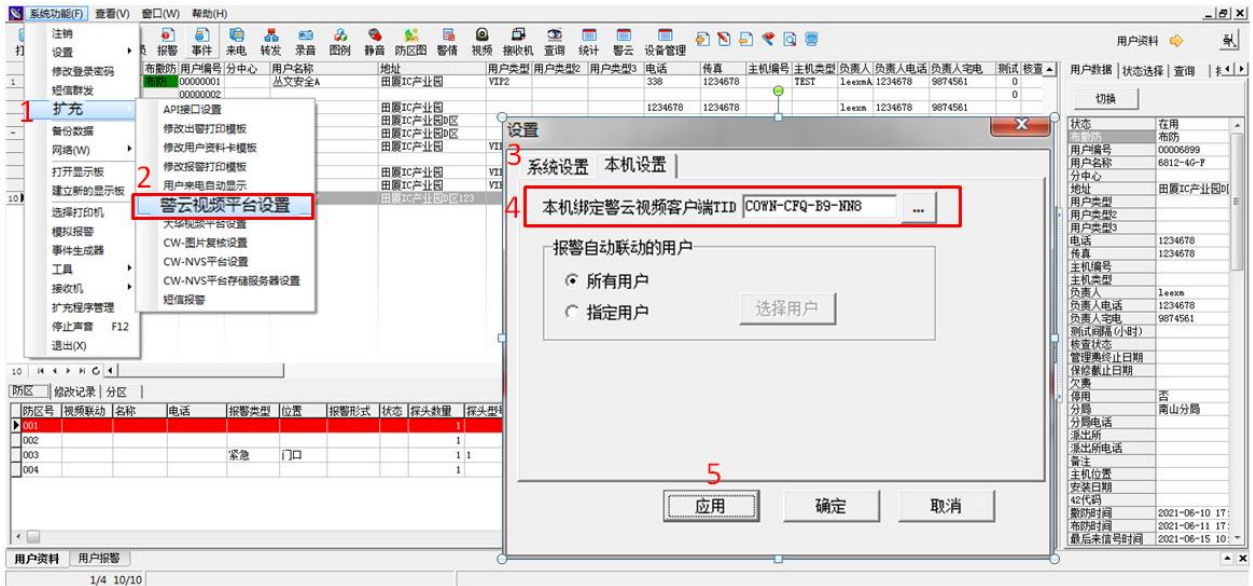 系统功能(F) 查看(V) 窗口(W) 帮助(H)
报警 事件 来电 转发 录音 图例 静音 防区图 警情 视频 接收机 查询 统计 警云 设备管理
用户资料
注销
设置
修改登录密码
短信群发
1 扩充
备份数据
网络(W)
打开显示板
建立新的显示板
选择打印机
模拟报警
事件生成器
工具
接收机
扩充程序管理
停止声音 F12
退出(X)
API接口设置
修改出警打印模板
修改用户资料卡模板
修改报警打印模板
2 用户来电自动显示
警云视频平台设置
大华视频平台设置
CW-图片复核设置
CW-NVS平台设置
CW-NVS平台存储服务器设置
短信报警
布撤防 用户编号 分中心 用户名称 地址 用户类型 用户类型2 用户类型3 电话 传真 主机编号 主机类型 负责人 负责人电话 负责人宅电 测试 核查
1 布防 00000001 丛文安全A 田厦IC产业园 VIP2 338 1234678 TEST leexmA 1234678 9874561 0
00000002 0
田厦IC产业园 1234678 1234678 leexm 1234678 9874561
田厦IC产业园D区
田厦IC产业园D区
田厦IC产业园
田厦IC产业园
田厦IC产业园
10 田厦IC产业园D区123
设置
3 系统设置 本机设置
4 本机绑定警云视频客户端TID COWN-CFQ-B9-NN8 ...
报警自动联动的用户
所有用户
指定用户 选择用户
5
应用 确定 取消
用户数据 状态选择 查询
切换
状态 在用
布撤防 布防
用户编号 00006899
用户名称 6812-4G-F
分中心
地址 田厦IC产业园D[
用户类型
用户类型2
用户类型3
电话 1234678
传真 1234678
主机编号
主机类型
负责人 leexm
负责人电话 1234678
负责人宅电 9874561
测试间隔(小时)
核查状态
管理费终止日期
保修截止日期
欠费
停用 否
分局 南山分局
分局电话
派出所
派出所电话
备注
主机位置
安装日期
42代码
撤防时间 2021-06-10 17:
布防时间 2021-06-11 17:
最后来信号时间 2021-06-15 10:
10
防区 修改记录 分区
防区号 视频联动 名称 电话 报警类型 位置 报警形式 状态 探头数量 探头型号
001 1
002 1
003 紧急 门口 1 1
004 1
用户资料 用户报警
1/4 10/10